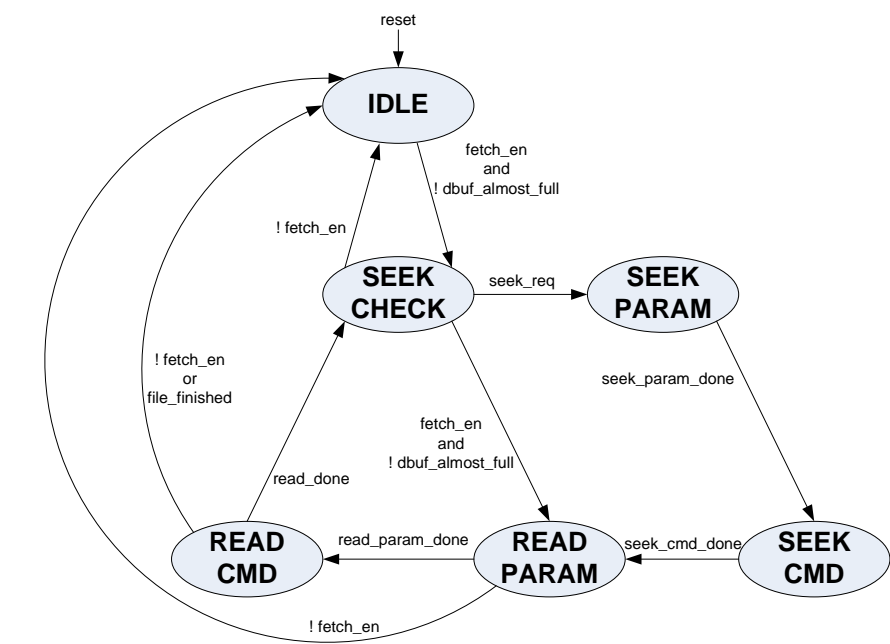 reset
IDLE
fetch_en
and
! dbuf_almost_full
! fetch_en
SEEK
CHECK
seek_req
SEEK
PARAM
! fetch_en
or
file_finished
seek_param_done
fetch_en
and
! dbuf_almost_full
read_done
READ
CMD
read_param_done
READ
PARAM
seek_cmd_done
SEEK
CMD
! fetch_en